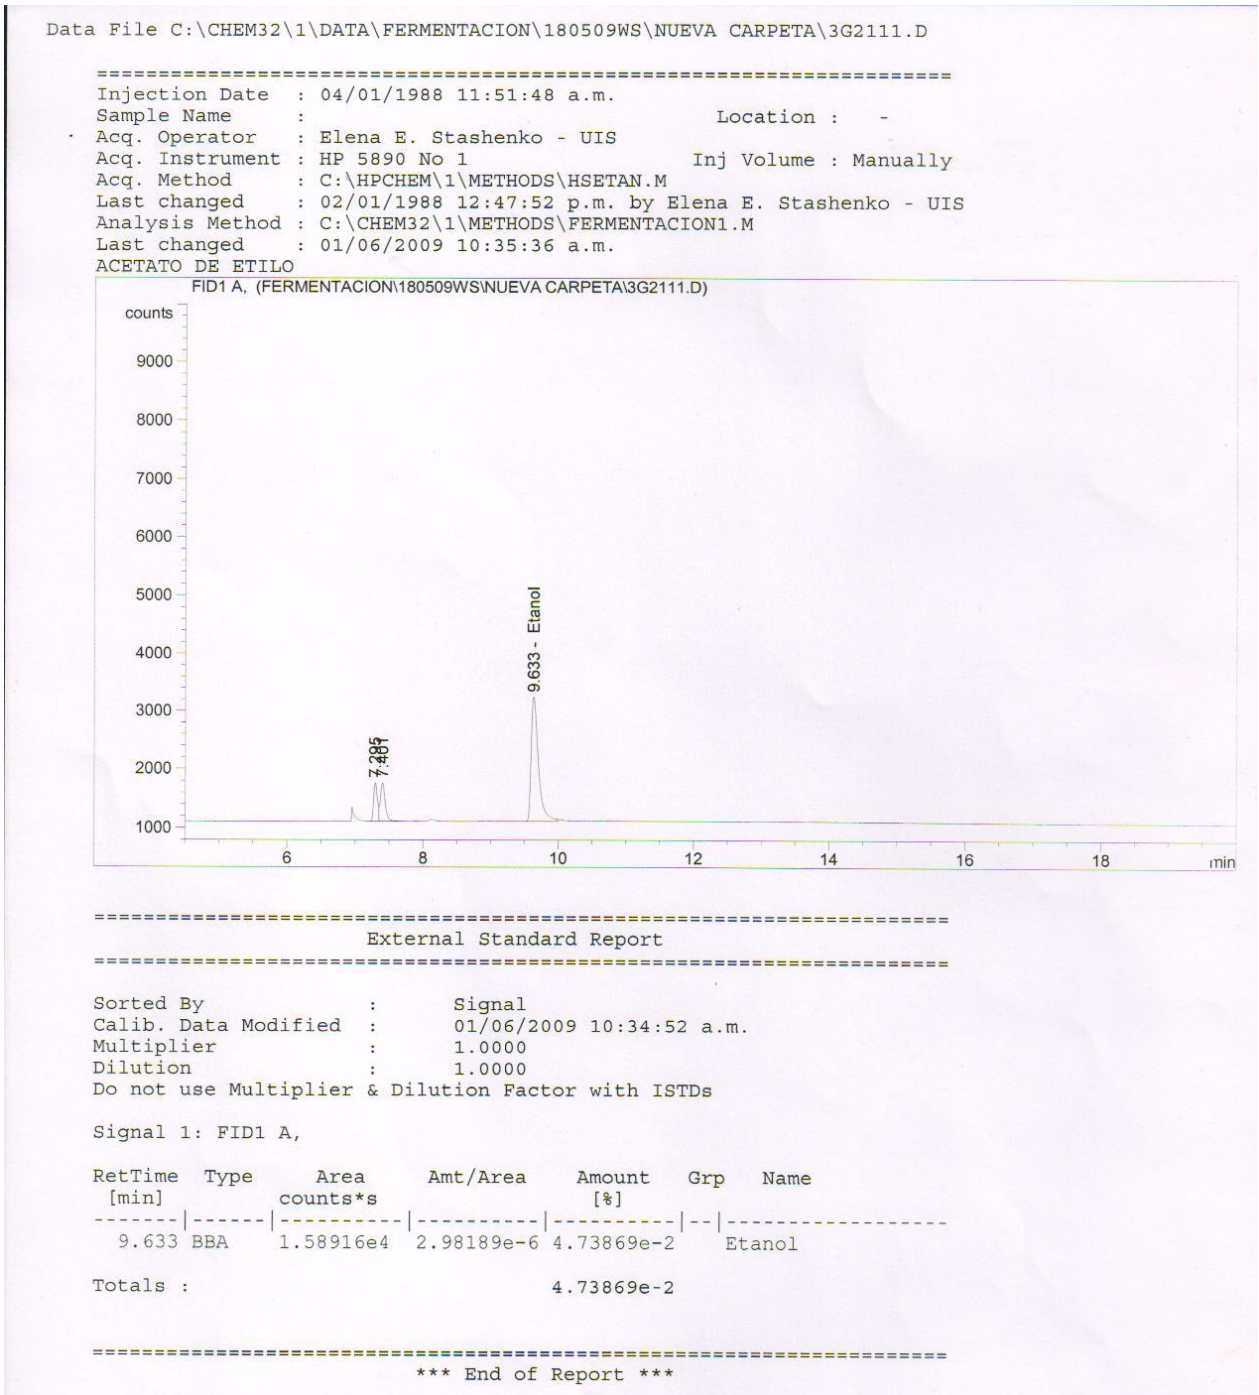 Data File C:\CHEM32\1\DATA\FERMENTACION\180509WS\NUEVA CARPETA\3G2111.D
=====================================================================
Injection Date  : 04/01/1988 11:51:48 a.m.
Sample Name     :                                 Location :   -
Acq. Operator   : Elena E. Stashenko - UIS
Acq. Instrument : HP 5890 No 1                  Inj Volume : Manually
Acq. Method     : C:\HPCHEM\1\METHODS\HSETAN.M
Last changed    : 02/01/1988 12:47:52 p.m. by Elena E. Stashenko - UIS
Analysis Method : C:\CHEM32\1\METHODS\FERMENTACION1.M
Last changed    : 01/06/2009 10:35:36 a.m.
ACETATO DE ETILO
FID1 A, (FERMENTACION\180509WS\NUEVA CARPETA\3G2111.D)
counts
9000
8000
7000
6000
5000
4000
3000
2000
1000
7.295
7.401
9.633 - Etanol
6 8 10 12 14 16 18 min
=====================================================================
External Standard Report
=====================================================================
Sorted By             :      Signal
Calib. Data Modified  :      01/06/2009 10:34:52 a.m.
Multiplier            :      1.0000
Dilution              :      1.0000
Do not use Multiplier & Dilution Factor with ISTDs
Signal 1: FID1 A,
RetTime  Type     Area      Amt/Area    Amount   Grp   Name
[min]         counts*s                  [%]
-------|------|----------|----------|----------|--|------------------
9.633 BBA    1.58916e4  2.98189e-6 4.73869e-2    Etanol
Totals :                             4.73869e-2
=====================================================================
*** End of Report ***